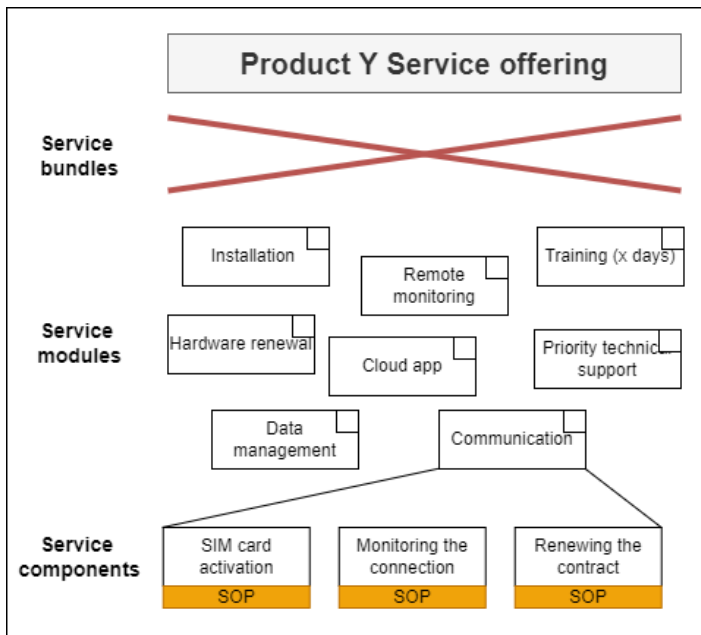 Product Y Service offering
Service
bundles
Installation
Remote
monitoring
Training (x days)
Service
modules
Hardware renewal
Cloud app
Priority technical
support
Data
management
Communication
Service
components
SIM card
activation
SOP
Monitoring the
connection
SOP
Renewing the
contract
SOP